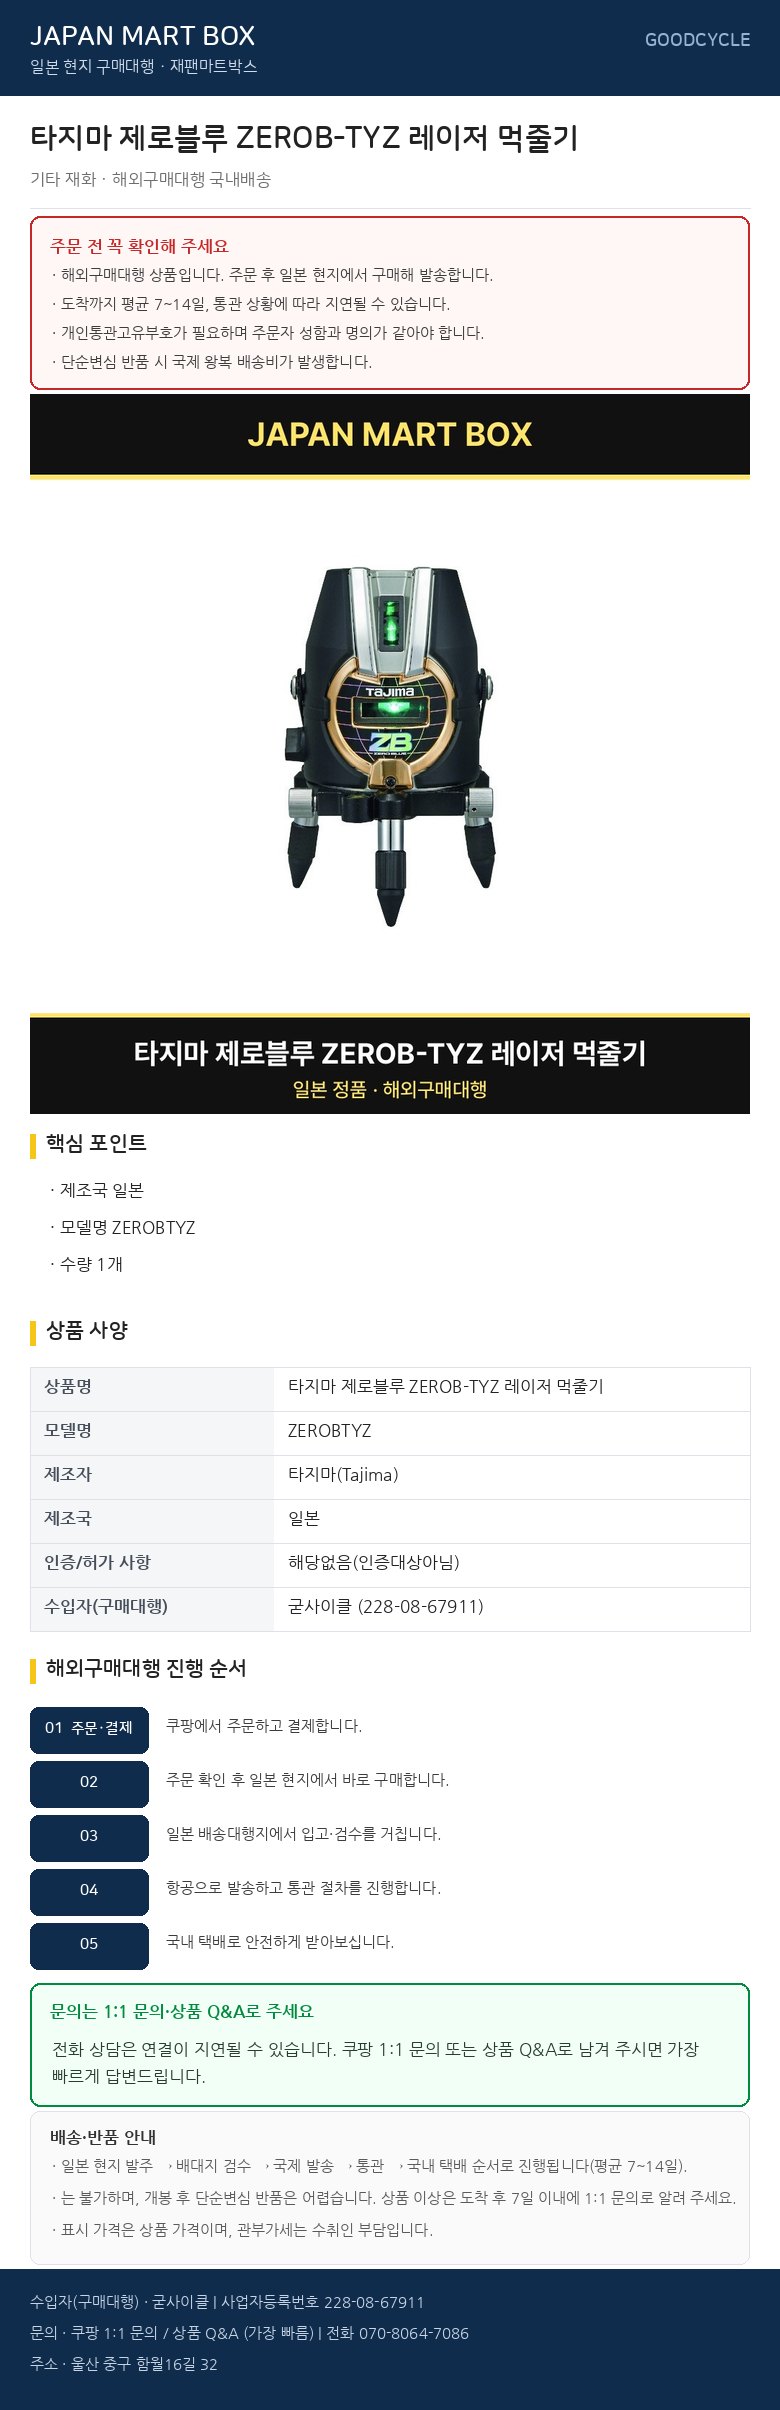 JAPAN MART BOX
일본 현지 구매대행 · 재팬마트박스
GOODCYCLE
타지마 제로블루 ZEROB-TYZ 레이저 먹줄기
기타 재화 · 해외구매대행 국내배송
주문 전 꼭 확인해 주세요
· 해외구매대행 상품입니다. 주문 후 일본 현지에서 구매해 발송합니다.
· 도착까지 평균 7~14일, 통관 상황에 따라 지연될 수 있습니다.
· 개인통관고유부호가 필요하며 주문자 성함과 명의가 같아야 합니다.
· 단순변심 반품 시 국제 왕복 배송비가 발생합니다.
JAPAN MART BOX
TAJIMA
ZB
ZERO BLUE
타지마 제로블루 ZEROB-TYZ 레이저 먹줄기
일본 정품 · 해외구매대행
핵심 포인트
· 제조국 일본
· 모델명 ZEROBTYZ
· 수량 1개
상품 사양
상품명 타지마 제로블루 ZEROB-TYZ 레이저 먹줄기
모델명 ZEROBTYZ
제조자 타지마(Tajima)
제조국 일본
인증/허가 사항 해당없음(인증대상아님)
수입자(구매대행) 굳사이클 (228-08-67911)
해외구매대행 진행 순서
01 주문·결제 쿠팡에서 주문하고 결제합니다.
02 주문 확인 후 일본 현지에서 바로 구매합니다.
03 일본 배송대행지에서 입고·검수를 거칩니다.
04 항공으로 발송하고 통관 절차를 진행합니다.
05 국내 택배로 안전하게 받아보십니다.
문의는 1:1 문의·상품 Q&A로 주세요
전화 상담은 연결이 지연될 수 있습니다. 쿠팡 1:1 문의 또는 상품 Q&A로 남겨 주시면 가장
빠르게 답변드립니다.
배송·반품 안내
· 일본 현지 발주 → 배대지 검수 → 국제 발송 → 통관 → 국내 택배 순서로 진행됩니다(평균 7~14일).
· 는 불가하며, 개봉 후 단순변심 반품은 어렵습니다. 상품 이상은 도착 후 7일 이내에 1:1 문의로 알려 주세요.
· 표시 가격은 상품 가격이며, 관부가세는 수취인 부담입니다.
수입자(구매대행) · 굳사이클 | 사업자등록번호 228-08-67911
문의 · 쿠팡 1:1 문의 / 상품 Q&A (가장 빠름) | 전화 070-8064-7086
주소 · 울산 중구 함월16길 32